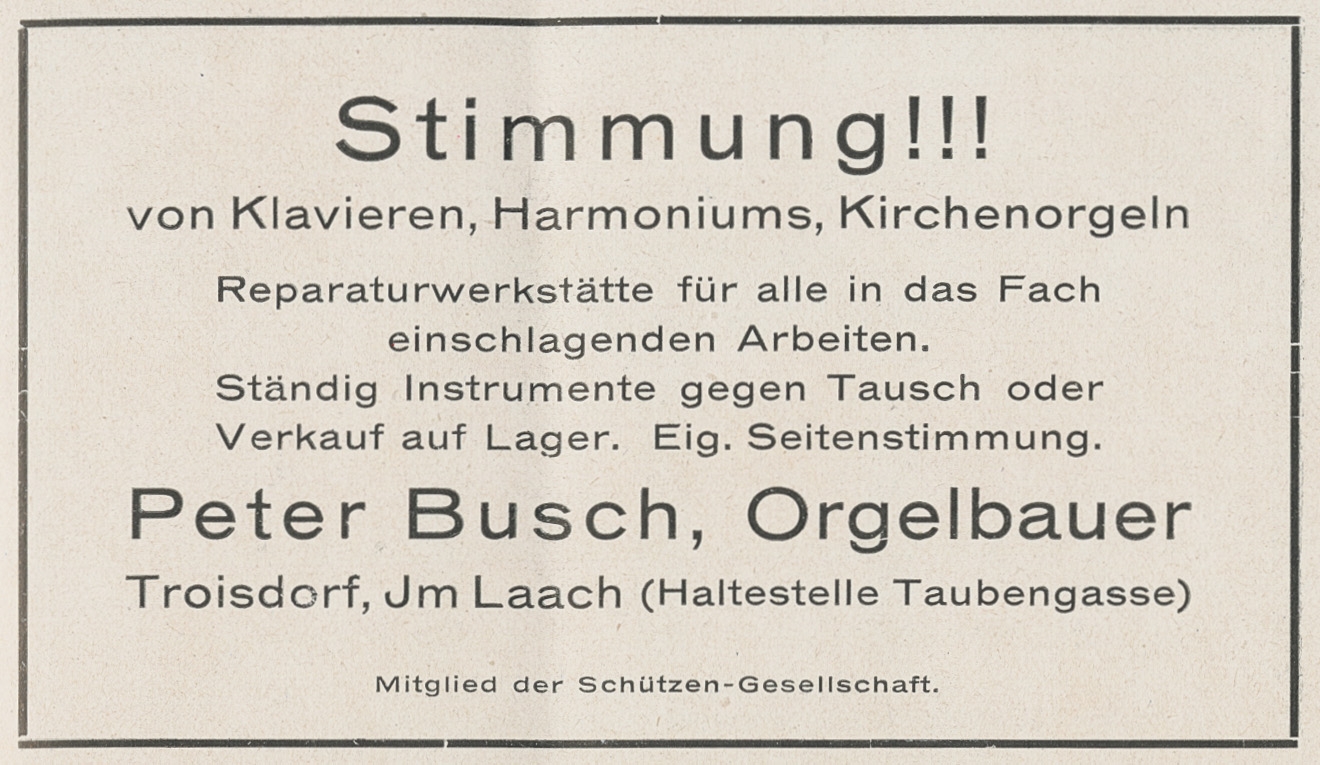 Stimmung!!!
von Klavieren, Harmoniums, Kirchenorgeln
Reparaturwerkstätte für alle in das Fach
einschlagenden Arbeiten.
Ständig Instrumente gegen Tausch oder
Verkauf auf Lager. Eig. Seitenstimmung.
Peter Busch, Orgelbauer
Troisdorf, Jm Laach (Haltestelle Taubengasse)
Mitglied der Schützen-Gesellschaft.